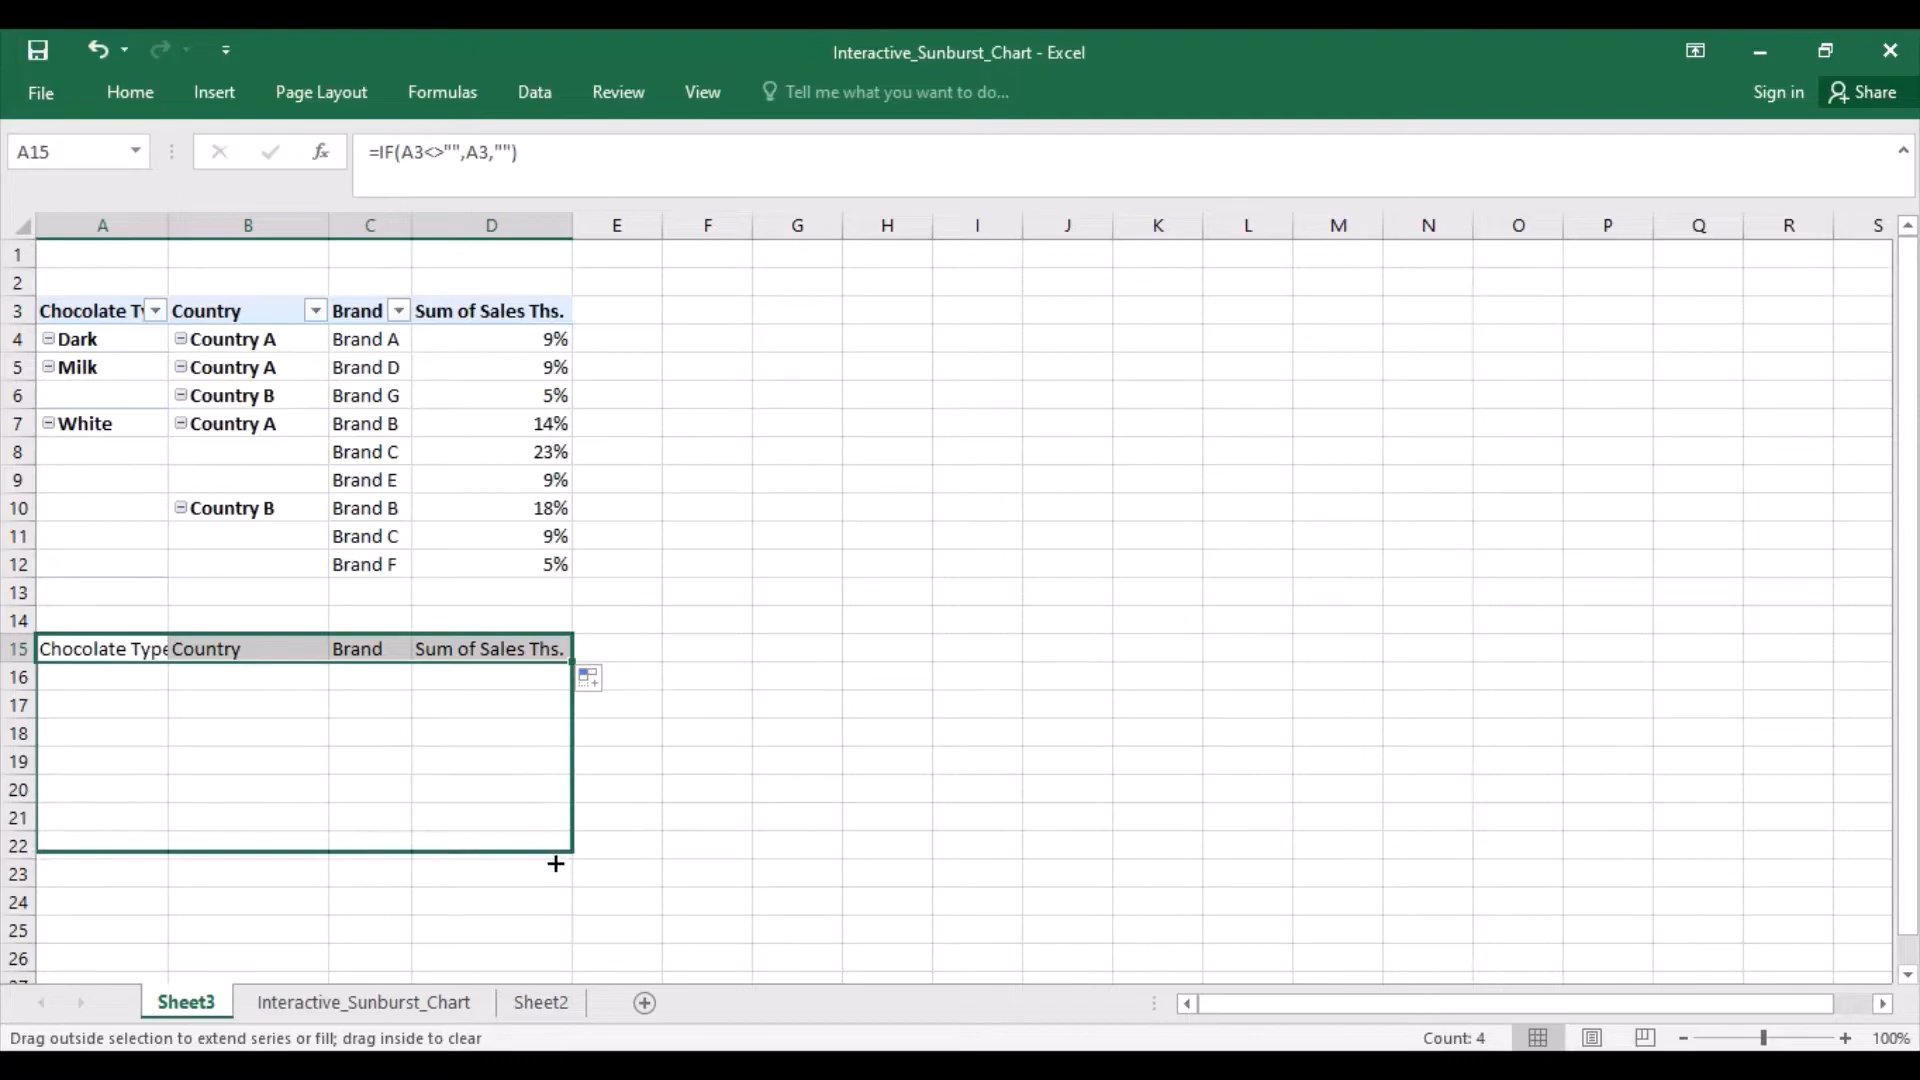 Interactive_Sunburst_Chart - Excel
File Home Insert Page Layout Formulas Data Review View Tell me what you want to do... Sign in Share
A15 fx =IF(A3<>"",A3,"")
A B C D E F G H I J K L M N O P Q R S
1
2
3 Chocolate Ty Country Brand Sum of Sales Ths.
4 Dark Country A Brand A 9%
5 Milk Country A Brand D 9%
6 Country B Brand G 5%
7 White Country A Brand B 14%
8 Brand C 23%
9 Brand E 9%
10 Country B Brand B 18%
11 Brand C 9%
12 Brand F 5%
13
14
15 Chocolate Type Country Brand Sum of Sales Ths.
16
17
18
19
20
21
22
23
24
25
26
27
Sheet3 Interactive_Sunburst_Chart Sheet2
Drag outside selection to extend series or fill; drag inside to clear Count: 4 100%